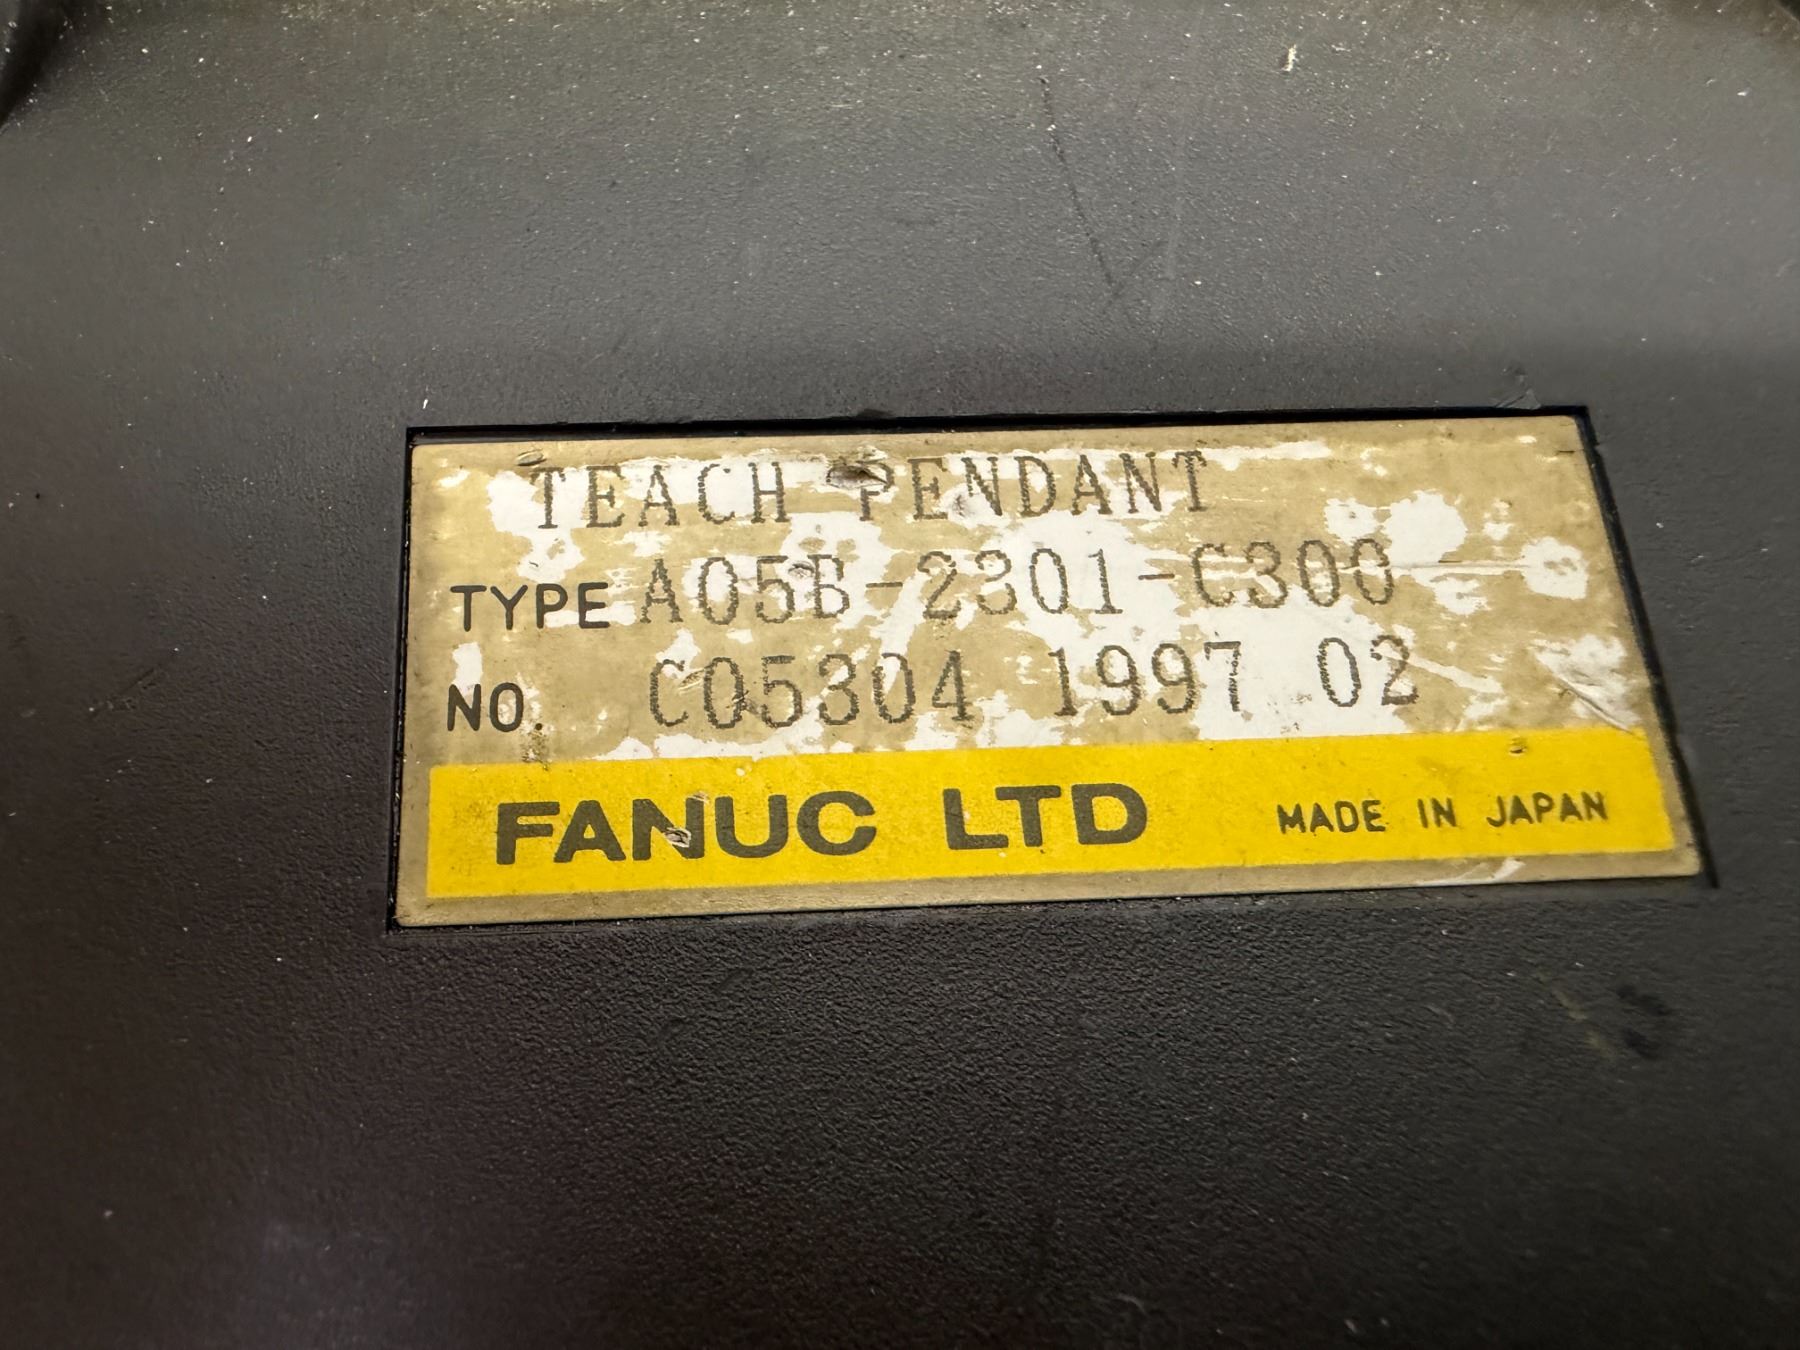 TEACH PENDANT
TYPE A05B-2301-C300
NO. C05304 1997 02
FANUC LTD MADE IN JAPAN